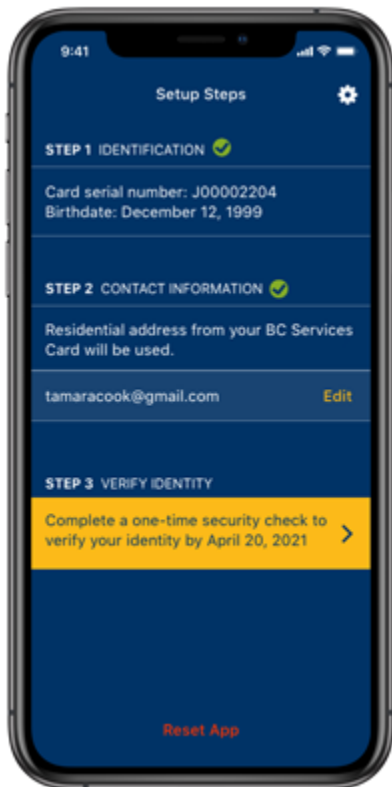 9:41
Setup Steps
STEP 1 IDENTIFICATION
Card serial number: J00002204
Birthdate: December 12, 1999
STEP 2 CONTACT INFORMATION
Residential address from your BC Services
Card will be used.
tamaracook@gmail.com Edit
STEP 3 VERIFY IDENTITY
Complete a one-time security check to
verify your identity by April 20, 2021
Reset App